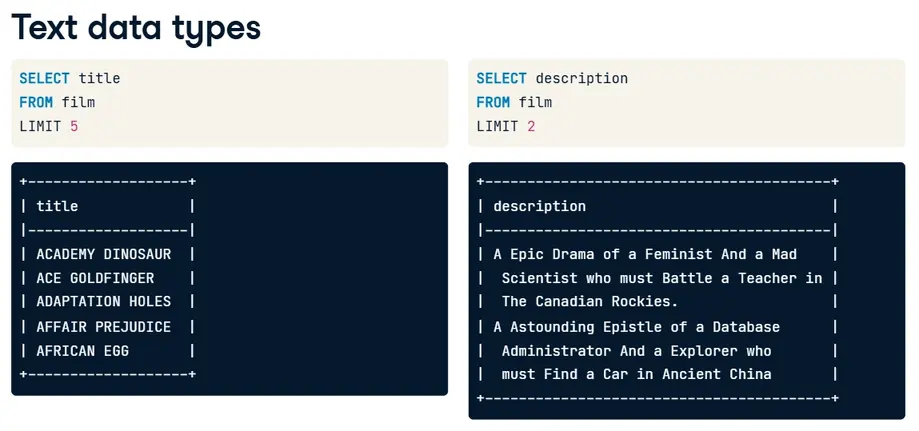 Text data types
SELECT title
FROM film
LIMIT 5
+-------------------+
| title             |
|-------------------|
| ACADEMY DINOSAUR  |
| ACE GOLDFINGER    |
| ADAPTATION HOLES  |
| AFFAIR PREJUDICE  |
| AFRICAN EGG       |
+-------------------+
SELECT description
FROM film
LIMIT 2
+-----------------------------------------+
| description                             |
|-----------------------------------------|
| A Epic Drama of a Feminist And a Mad    |
|  Scientist who must Battle a Teacher in |
|  The Canadian Rockies.                  |
| A Astounding Epistle of a Database      |
|  Administrator And a Explorer who       |
|  must Find a Car in Ancient China       |
+-----------------------------------------+